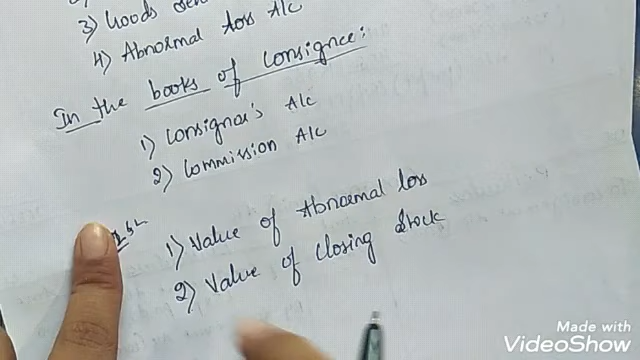 3) Goods
4) Abnormal loss A/c
In the books of consignee:
1) Consignor's A/c
2) Commission A/c
1) Value of Abnormal loss
2) Value of closing stock
Made with
VideoShow